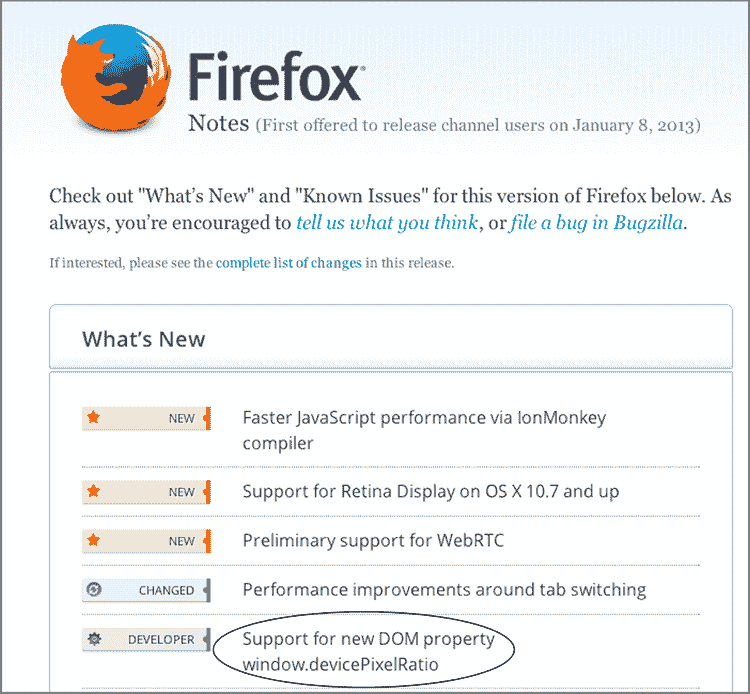 Firefox
Notes (First offered to release channel users on January 8, 2013)
Check out "What's New" and "Known Issues" for this version of Firefox below. As
always, you're encouraged to tell us what you think, or file a bug in Bugzilla.
If interested, please see the complete list of changes in this release.
What's New
NEW Faster JavaScript performance via IonMonkey
compiler
NEW Support for Retina Display on OS X 10.7 and up
NEW Preliminary support for WebRTC
CHANGED Performance improvements around tab switching
DEVELOPER Support for new DOM property
window.devicePixelRatio